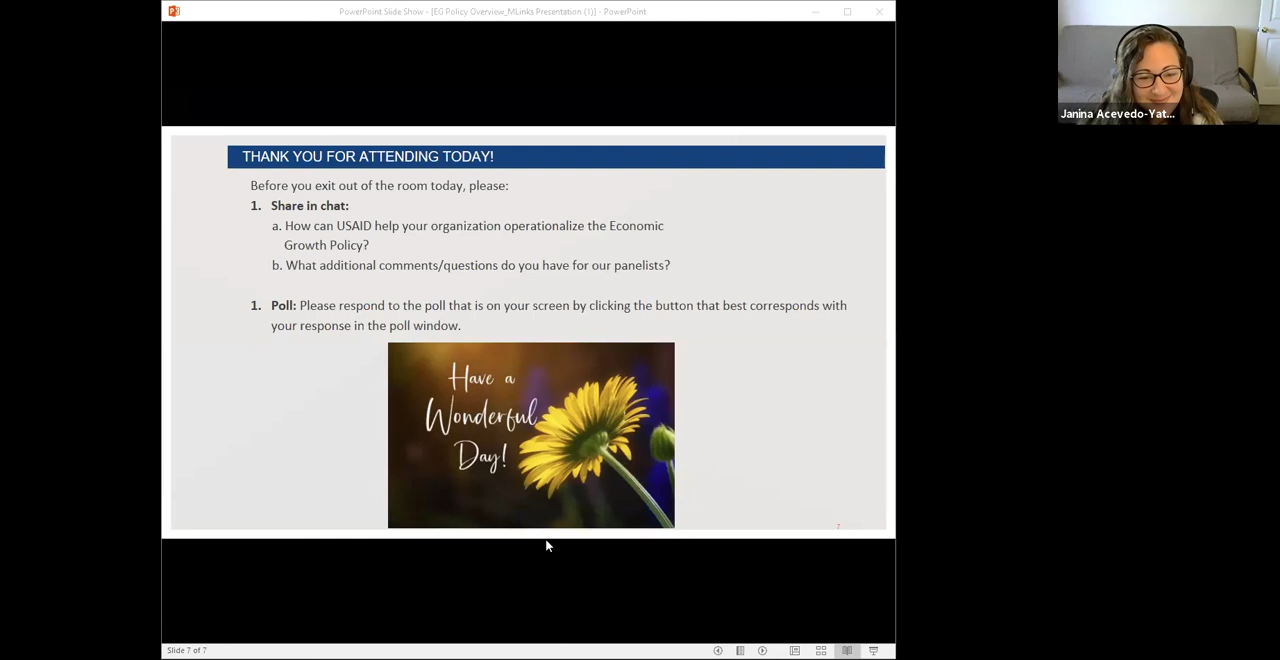 PowerPoint Slide Show - [EG Policy Overview_MLinks Presentation (1)] - PowerPoint
THANK YOU FOR ATTENDING TODAY!
Before you exit out of the room today, please:
1. Share in chat:
a. How can USAID help your organization operationalize the Economic
Growth Policy?
b. What additional comments/questions do you have for our panelists?
1. Poll: Please respond to the poll that is on your screen by clicking the button that best corresponds with
your response in the poll window.
Have a
Wonderful
Day!
7
Slide 7 of 7
Janina Acevedo-Yat...